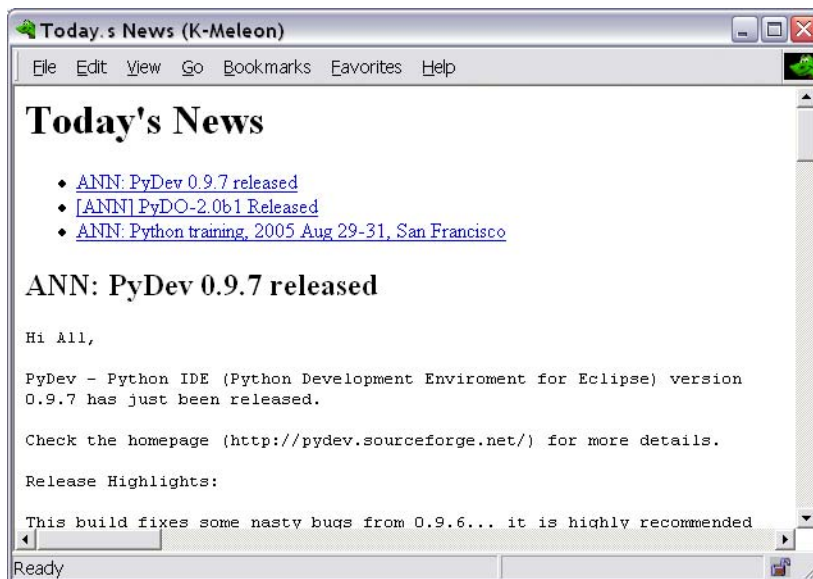 Today.s News (K-Meleon)
File Edit View Go Bookmarks Favorites Help
Today's News
ANN: PyDev 0.9.7 released
[ANN] PyDO-2.0b1 Released
ANN: Python training, 2005 Aug 29-31, San Francisco
ANN: PyDev 0.9.7 released
Hi All,
PyDev - Python IDE (Python Development Enviroment for Eclipse) version
0.9.7 has just been released.
Check the homepage (http://pydev.sourceforge.net/) for more details.
Release Highlights:
This build fixes some nasty bugs from 0.9.6... it is highly recommended
Ready